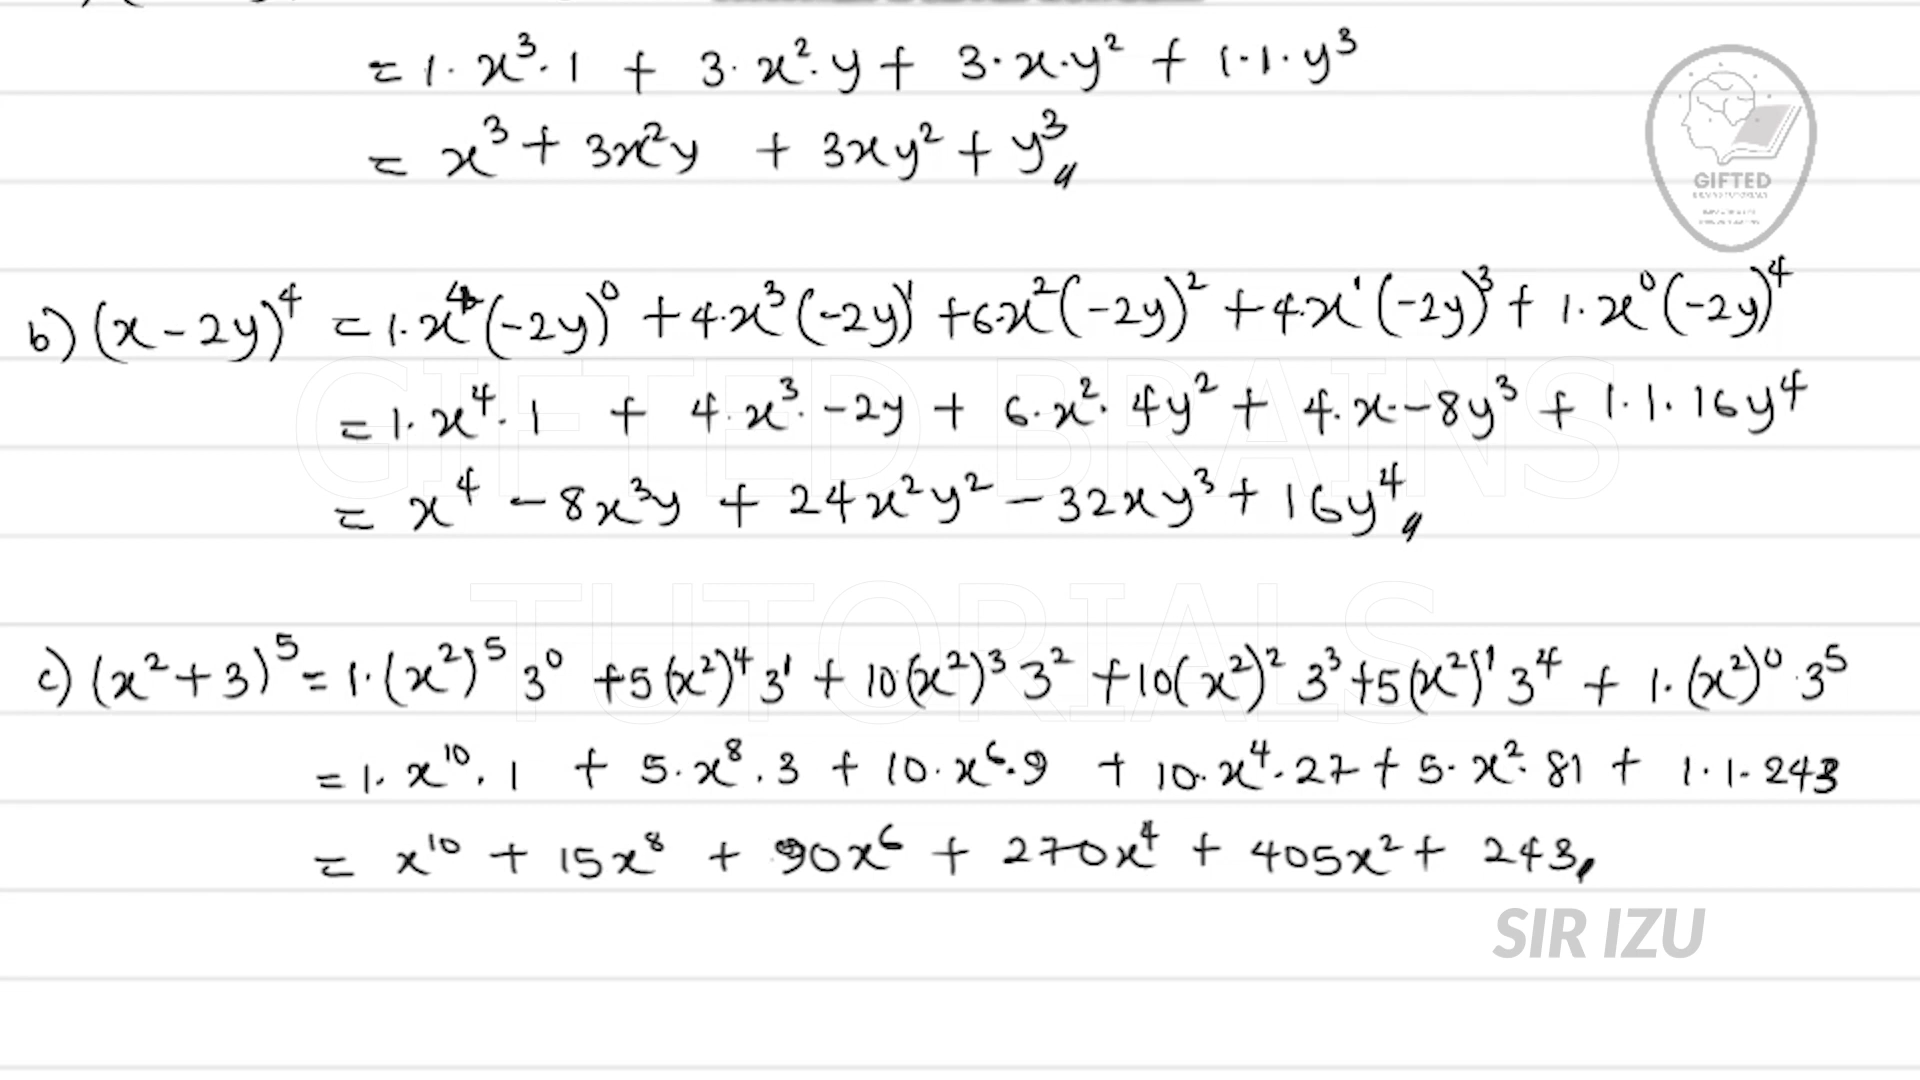 = 1·x³·1 + 3·x²·y + 3·x·y² + 1·1·y³
= x³ + 3x²y + 3xy² + y³
GIFTED
b) (x - 2y)⁴ = 1·x⁴(-2y)⁰ + 4·x³(-2y)¹ + 6·x²(-2y)² + 4·x¹(-2y)³ + 1·x⁰(-2y)⁴
= 1·x⁴·1 + 4·x³·-2y + 6·x²·4y² + 4·x·-8y³ + 1·1·16y⁴
= x⁴ - 8x³y + 24x²y² - 32xy³ + 16y⁴
GIFTED BRAINS
TUTORIALS
c) (x² + 3)⁵ = 1·(x²)⁵ 3⁰ + 5(x²)⁴ 3¹ + 10(x²)³ 3² + 10(x²)² 3³ + 5(x²)¹ 3⁴ + 1·(x²)⁰·3⁵
= 1·x¹⁰·1 + 5·x⁸·3 + 10·x⁶·9 + 10·x⁴·27 + 5·x²·81 + 1·1·243
= x¹⁰ + 15x⁸ + 90x⁶ + 270x⁴ + 405x² + 243
SIR IZU